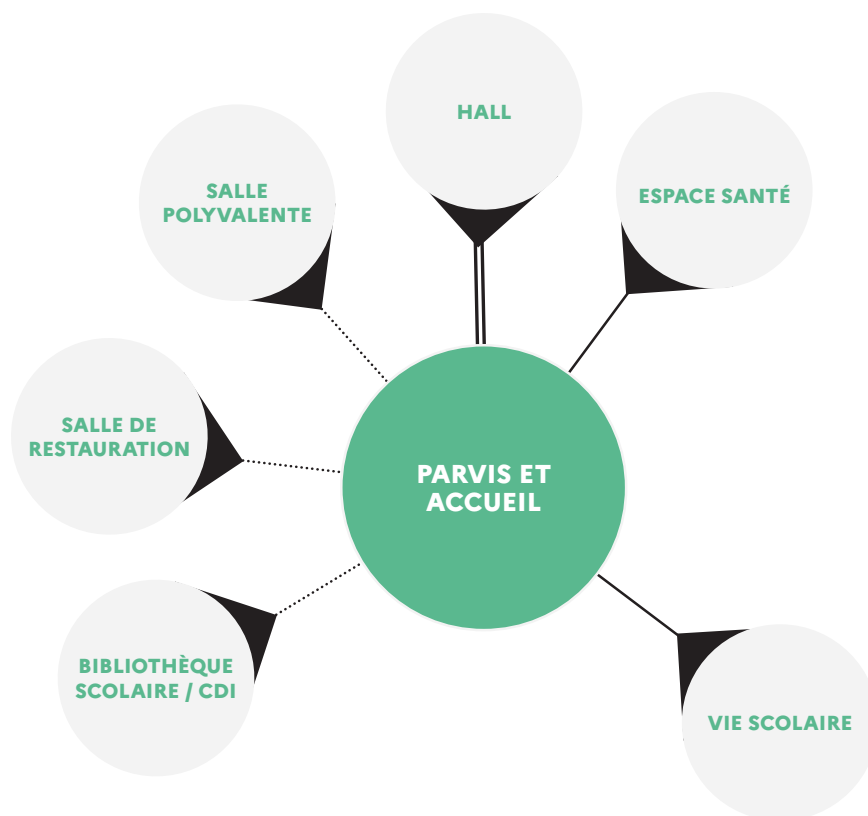 HALL
ESPACE SANTÉ
SALLE
POLYVALENTE
SALLE DE
RESTAURATION
PARVIS ET
ACCUEIL
BIBLIOTHÈQUE
SCOLAIRE / CDI
VIE SCOLAIRE